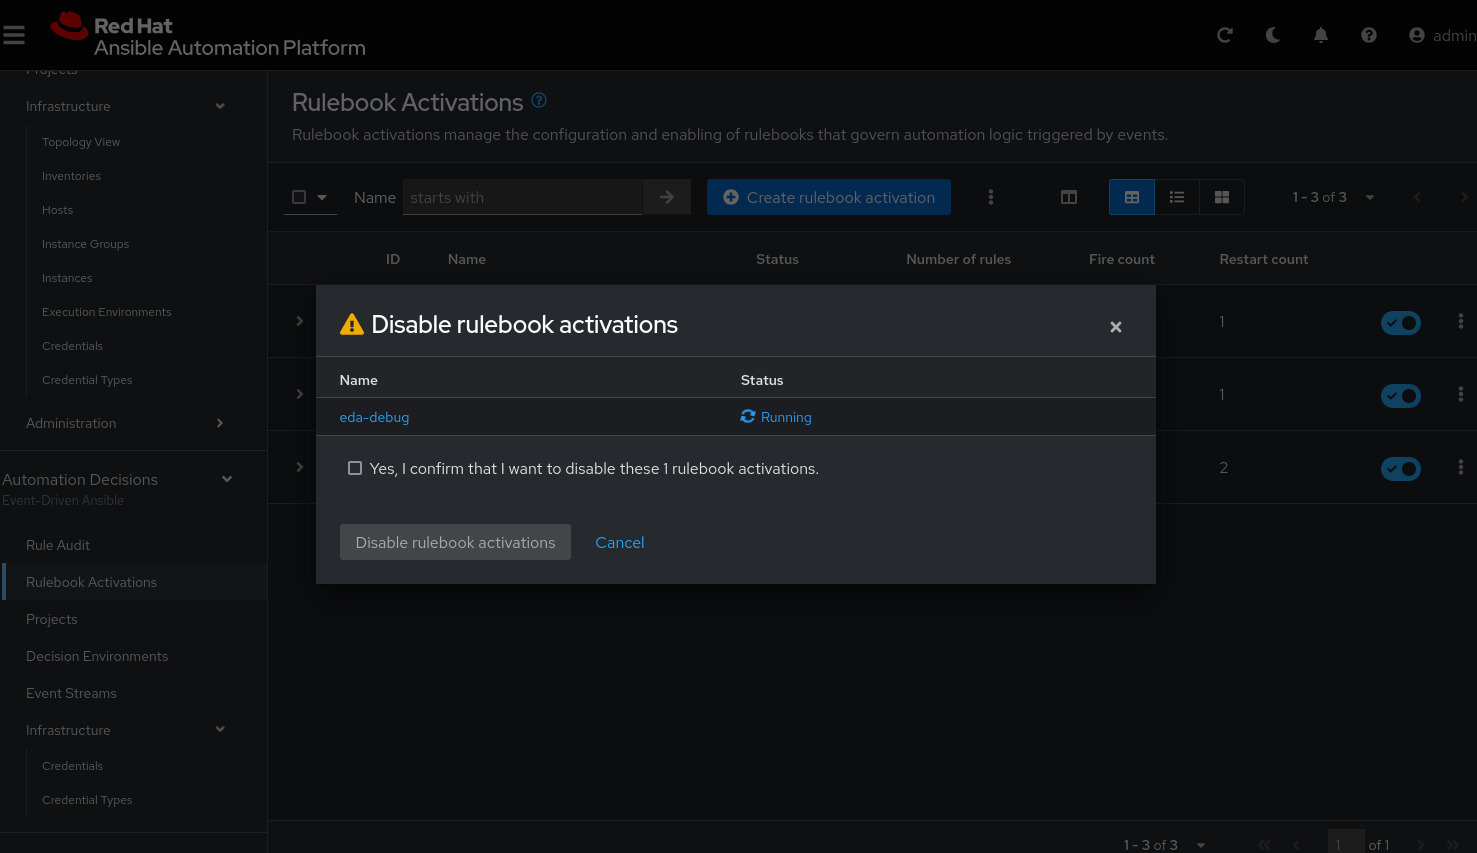 Red Hat
Ansible Automation Platform
admin
Projects
Infrastructure
Topology View
Inventories
Hosts
Instance Groups
Instances
Execution Environments
Credentials
Credential Types
Administration
Automation Decisions
Event-Driven Ansible
Rule Audit
Rulebook Activations
Projects
Decision Environments
Event Streams
Infrastructure
Credentials
Credential Types
Rulebook Activations
Rulebook activations manage the configuration and enabling of rulebooks that govern automation logic triggered by events.
Name starts with Create rulebook activation 1 - 3 of 3
ID Name Status Number of rules Fire count Restart count
1
1
2
Disable rulebook activations
Name Status
eda-debug Running
Yes, I confirm that I want to disable these 1 rulebook activations.
Disable rulebook activations Cancel
1 - 3 of 3 1 of 1